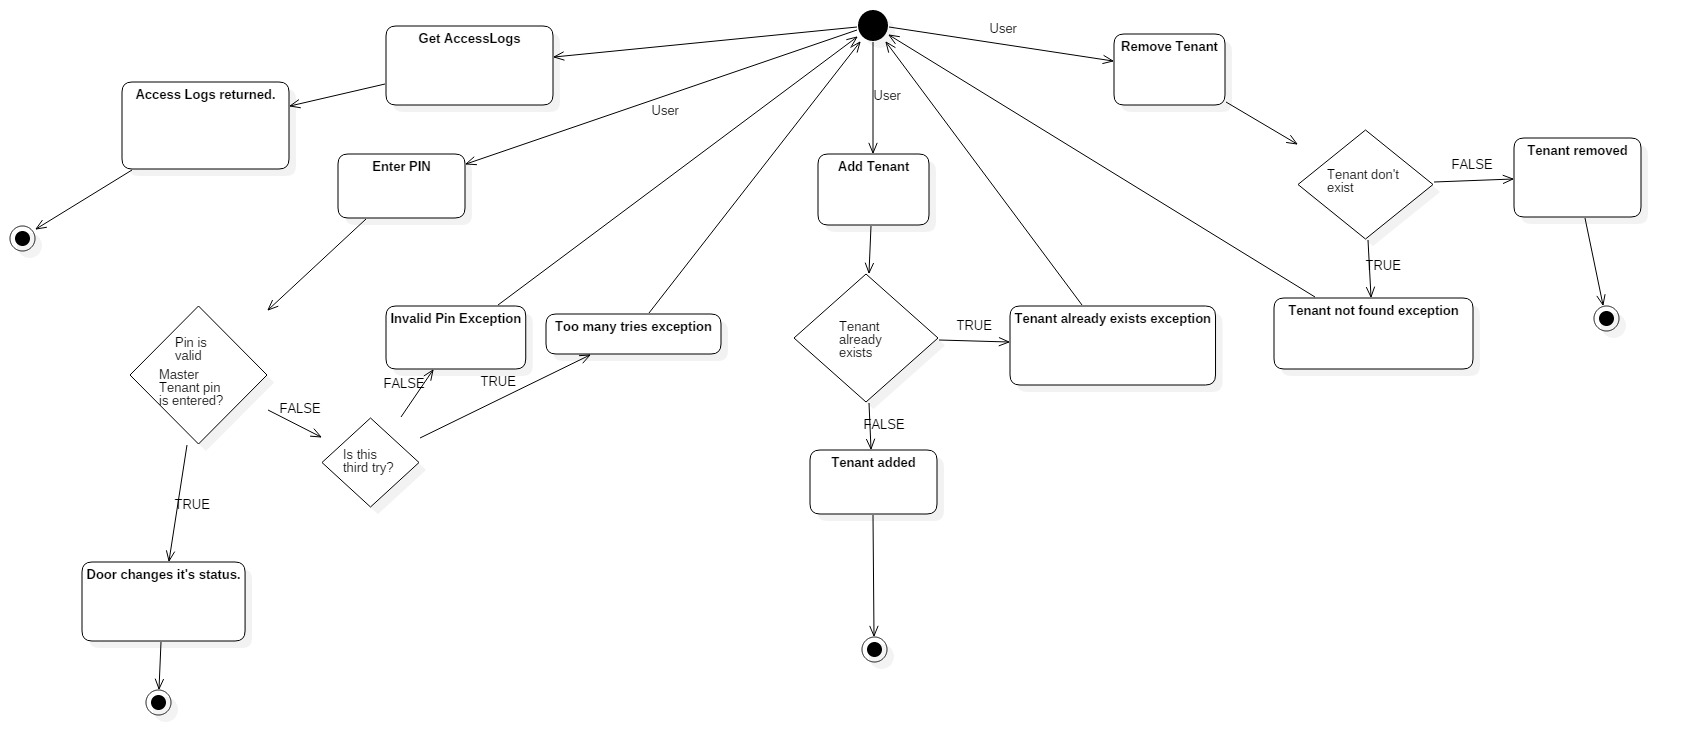 User
Get AccessLogs
Remove Tenant
Access Logs returned.
User
User
Enter PIN
Add Tenant
Tenant don't
exist
FALSE
Tenant removed
TRUE
Pin is
valid
Master
Tenant pin
is entered?
FALSE
Invalid Pin Exception
Too many tries exception
FALSE
TRUE
Is this
third try?
Tenant
already
exists
TRUE
Tenant already exists exception
Tenant not found exception
FALSE
Tenant added
TRUE
Door changes it's status.